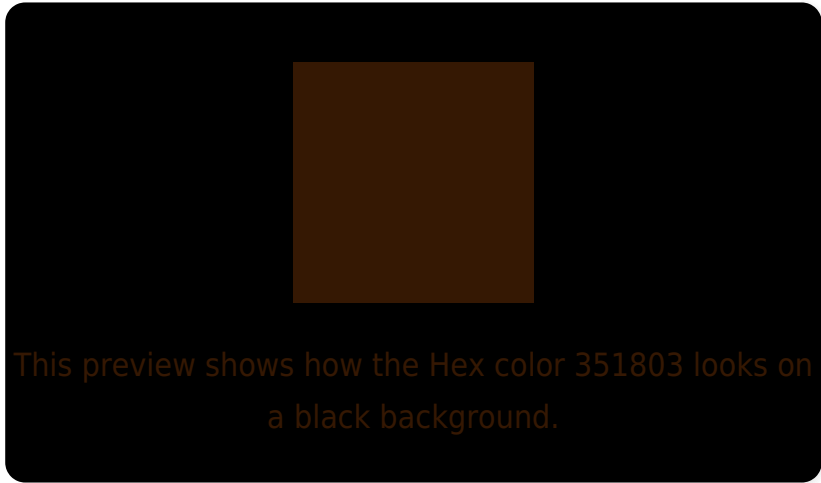 This preview shows how the Hex color 351803 looks on
a black background.